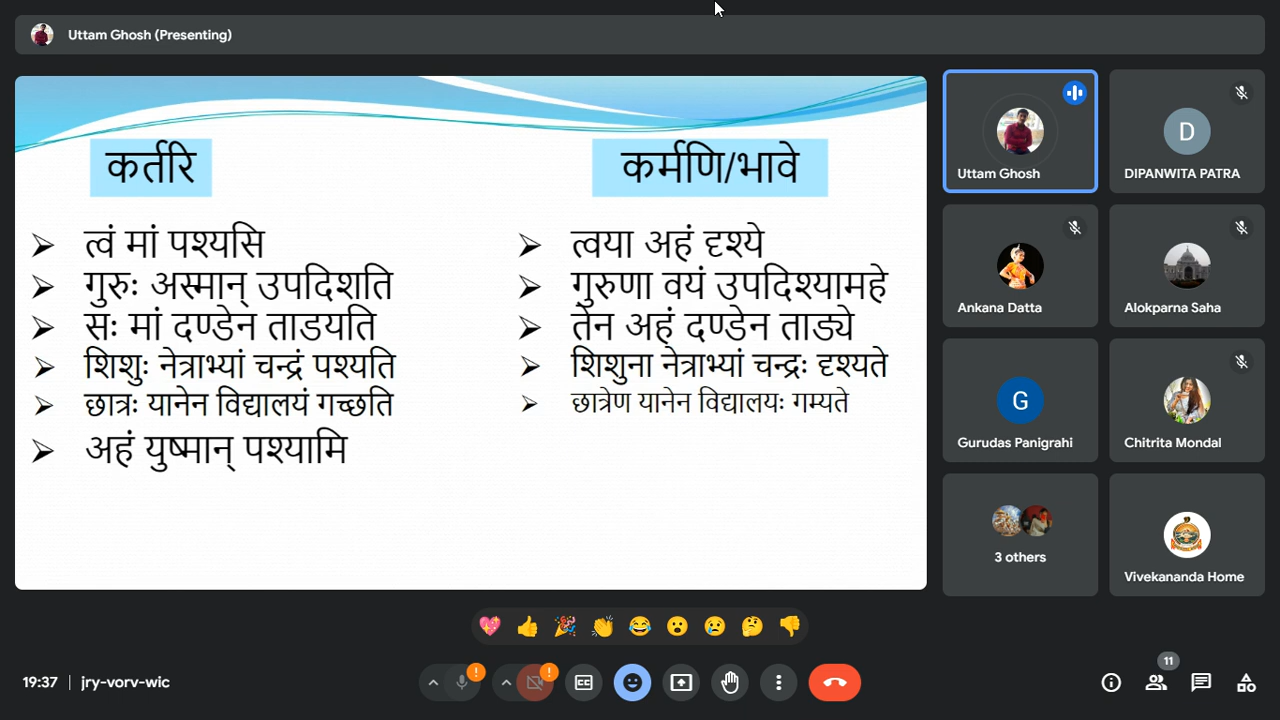 Uttam Ghosh (Presenting)
कर्तरि
त्वं मां पश्यसि
गुरुः अस्मान् उपदिशति
सः मां दण्डेन ताडयति
शिशुः नेत्राभ्यां चन्द्रं पश्यति
छात्रः यानेन विद्यालयं गच्छति
अहं युष्मान् पश्यामि
कर्मणि/भावे
त्वया अहं दृश्ये
गुरुणा वयं उपदिश्यामहे
तेन अहं दण्डेन ताड्ये
शिशुना नेत्राभ्यां चन्द्रः दृश्यते
छात्रेण यानेन विद्यालयः गम्यते
Uttam Ghosh
D
DIPANWITA PATRA
Ankana Datta
Alokparna Saha
G
Gurudas Panigrahi
Chitrita Mondal
3 others
Vivekananda Home
19:37 | jry-vorv-wic
11